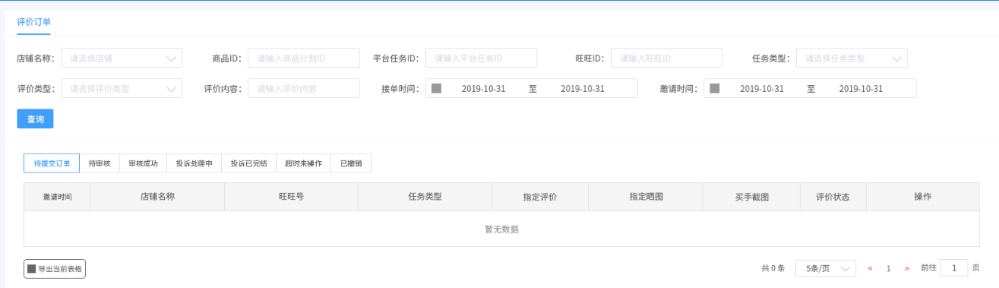 评价订单
店铺名称： 请选择店铺 商品ID： 请输入商品计划ID 平台任务ID： 请输入平台任务ID 旺旺ID： 请输入旺旺ID 任务类型： 请选择任务类型
评价类型： 请选择评价类型 评价内容： 请输入评价内容 接单时间： 2019-10-31 至 2019-10-31 邀请时间： 2019-10-31 至 2019-10-31
查询
待提交订单 待审核 审核成功 投诉处理中 投诉已完结 超时未操作 已撤销
邀请时间 店铺名称 旺旺号 任务类型 指定评价 指定晒图 买手截图 评价状态 操作
暂无数据
导出当前表格 共 0 条 5条/页 < 1 > 前往 1 页